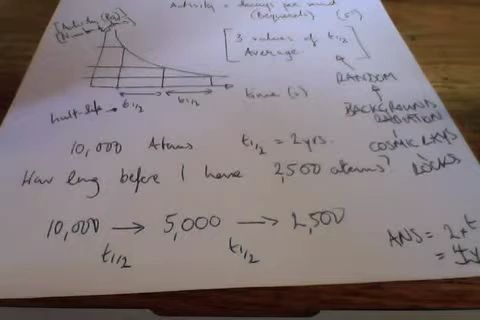 Activity = decays per second
(Becquerels) (s⁻¹)
[Activity (Bq)
3 values of t1/2
Average.
RANDOM
t1/2 t1/2 time (s)
half-life
BACKGROUND
RADIATION
10,000 Atoms t1/2 = 2yrs.
COSMIC RAYS
How long before I have 2,500 atoms?
ROCKS
10,000 → 5,000 → 2,500
t1/2 t1/2
ANS = 2 × t
= 4y